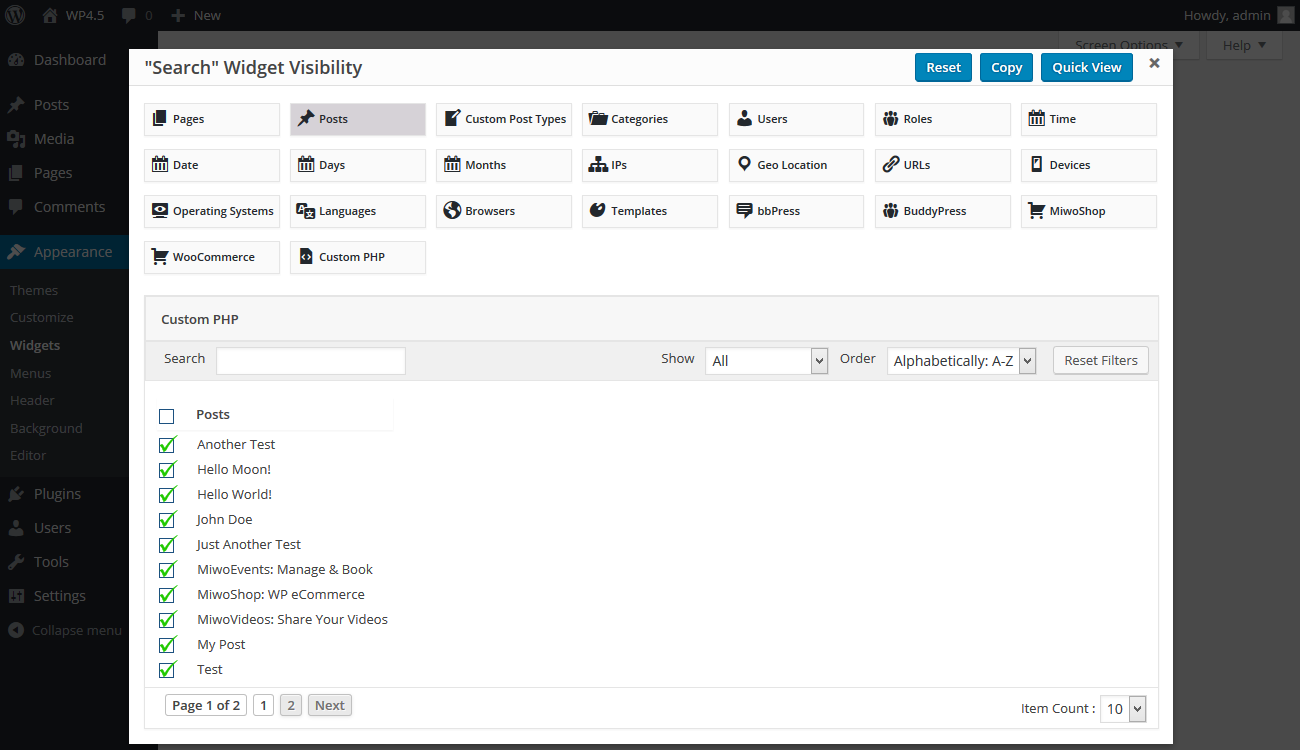 WP4.5 0 New Howdy, admin
Screen Options Help
Dashboard
Posts
Media
Pages
Comments
Appearance
Themes
Customize
Widgets
Menus
Header
Background
Editor
Plugins
Users
Tools
Settings
Collapse menu
"Search" Widget Visibility Reset Copy Quick View
Pages Posts Custom Post Types Categories Users Roles Time
Date Days Months IPs Geo Location URLs Devices
Operating Systems Languages Browsers Templates bbPress BuddyPress MiwoShop
WooCommerce Custom PHP
Custom PHP
Search Show All Order Alphabetically: A-Z Reset Filters
Posts
Another Test
Hello Moon!
Hello World!
John Doe
Just Another Test
MiwoEvents: Manage & Book
MiwoShop: WP eCommerce
MiwoVideos: Share Your Videos
My Post
Test
Page 1 of 2 1 2 Next Item Count : 10